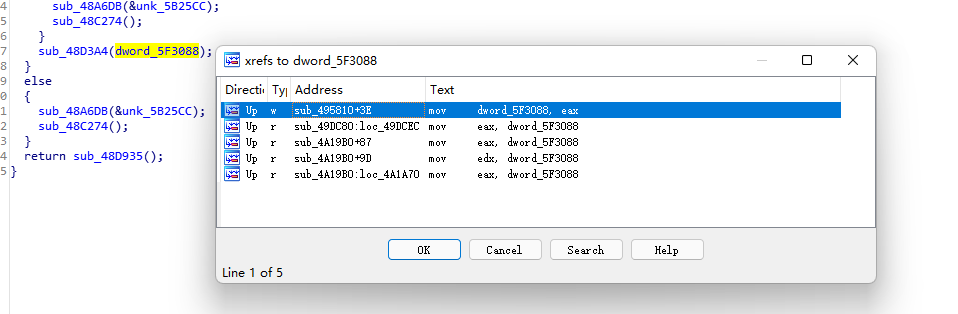 4 sub_48A6DB(&unk_5B25CC);
5 sub_48C274();
6 }
7 sub_48D3A4(dword_5F3088);
8 }
9 else
0 {
1 sub_48A6DB(&unk_5B25CC);
2 sub_48C274();
3 }
4 return sub_48D935();
5 }
xrefs to dword_5F3088
Directic Ty Address Text
Up w sub_495810+3E mov dword_5F3088, eax
Up r sub_49DC80:loc_49DCEC mov eax, dword_5F3088
Up r sub_4A19B0+87 mov eax, dword_5F3088
Up r sub_4A19B0+9D mov edx, dword_5F3088
Up r sub_4A19B0:loc_4A1A70 mov eax, dword_5F3088
OK Cancel Search Help
Line 1 of 5